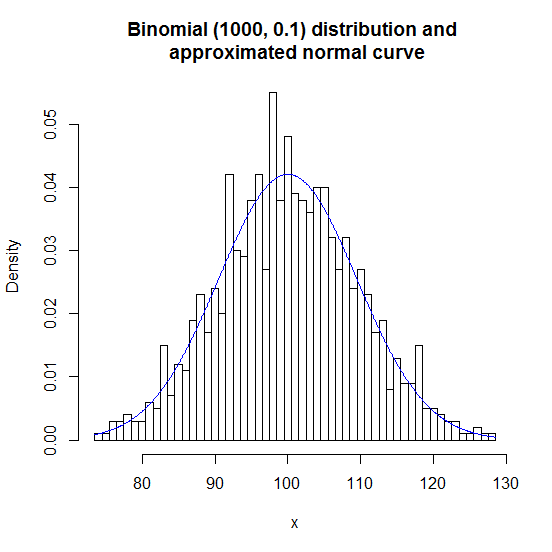 Binomial (1000, 0.1) distribution and
approximated normal curve
Density
0.05
0.04
0.03
0.02
0.01
0.00
80 90 100 110 120 130
x